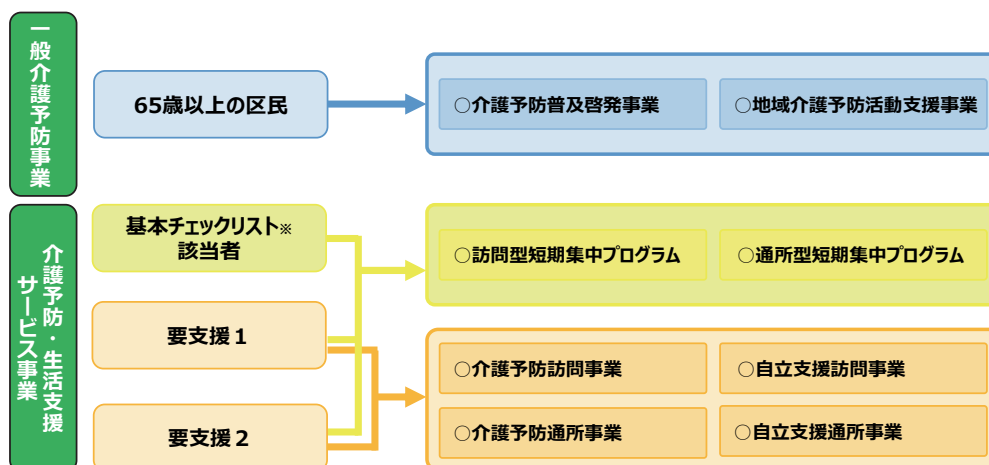 一般介護予防事業
65歳以上の区民
○介護予防普及啓発事業
○地域介護予防活動支援事業
介護予防・生活支援
サービス事業
基本チェックリスト※
該当者
○訪問型短期集中プログラム
○通所型短期集中プログラム
要支援1
要支援2
○介護予防訪問事業
○自立支援訪問事業
○介護予防通所事業
○自立支援通所事業